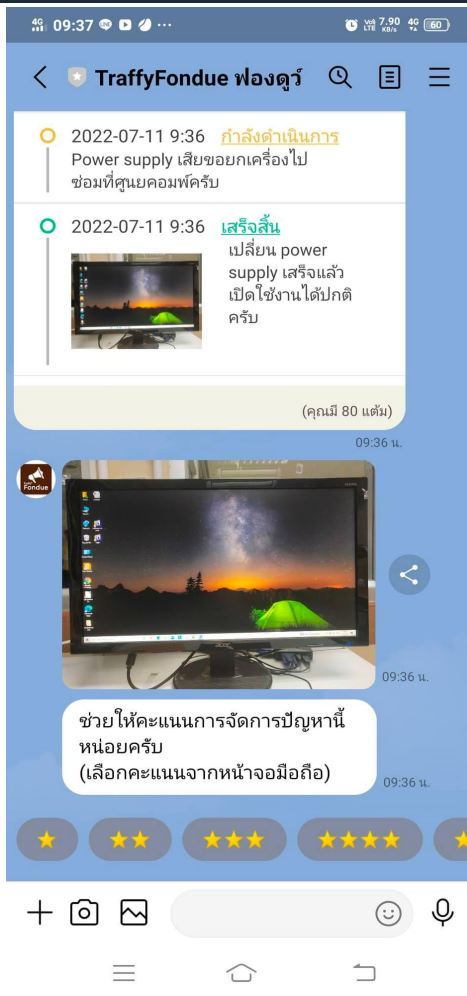 4G 09:37 ...
Vo) LTE 7.90 KB/s 4G 60
TraffyFondue ฟองดูว์
2022-07-11 9:36 กำลังดำเนินการ
Power supply เสียขอยกเครื่องไป
ซ่อมที่ศูนยคอมพ์ครับ
2022-07-11 9:36 เสร็จสิ้น
เปลี่ยน power
supply เสร็จแล้ว
เปิดใช้งานได้ปกติ
ครับ
(คุณมี 80 แต้ม)
09:36 น.
Fondue
acer
09:36 น.
ช่วยให้คะแนนการจัดการปัญหานี้
หน่อยครับ
(เลือกคะแนนจากหน้าจอมือถือ)
09:36 น.